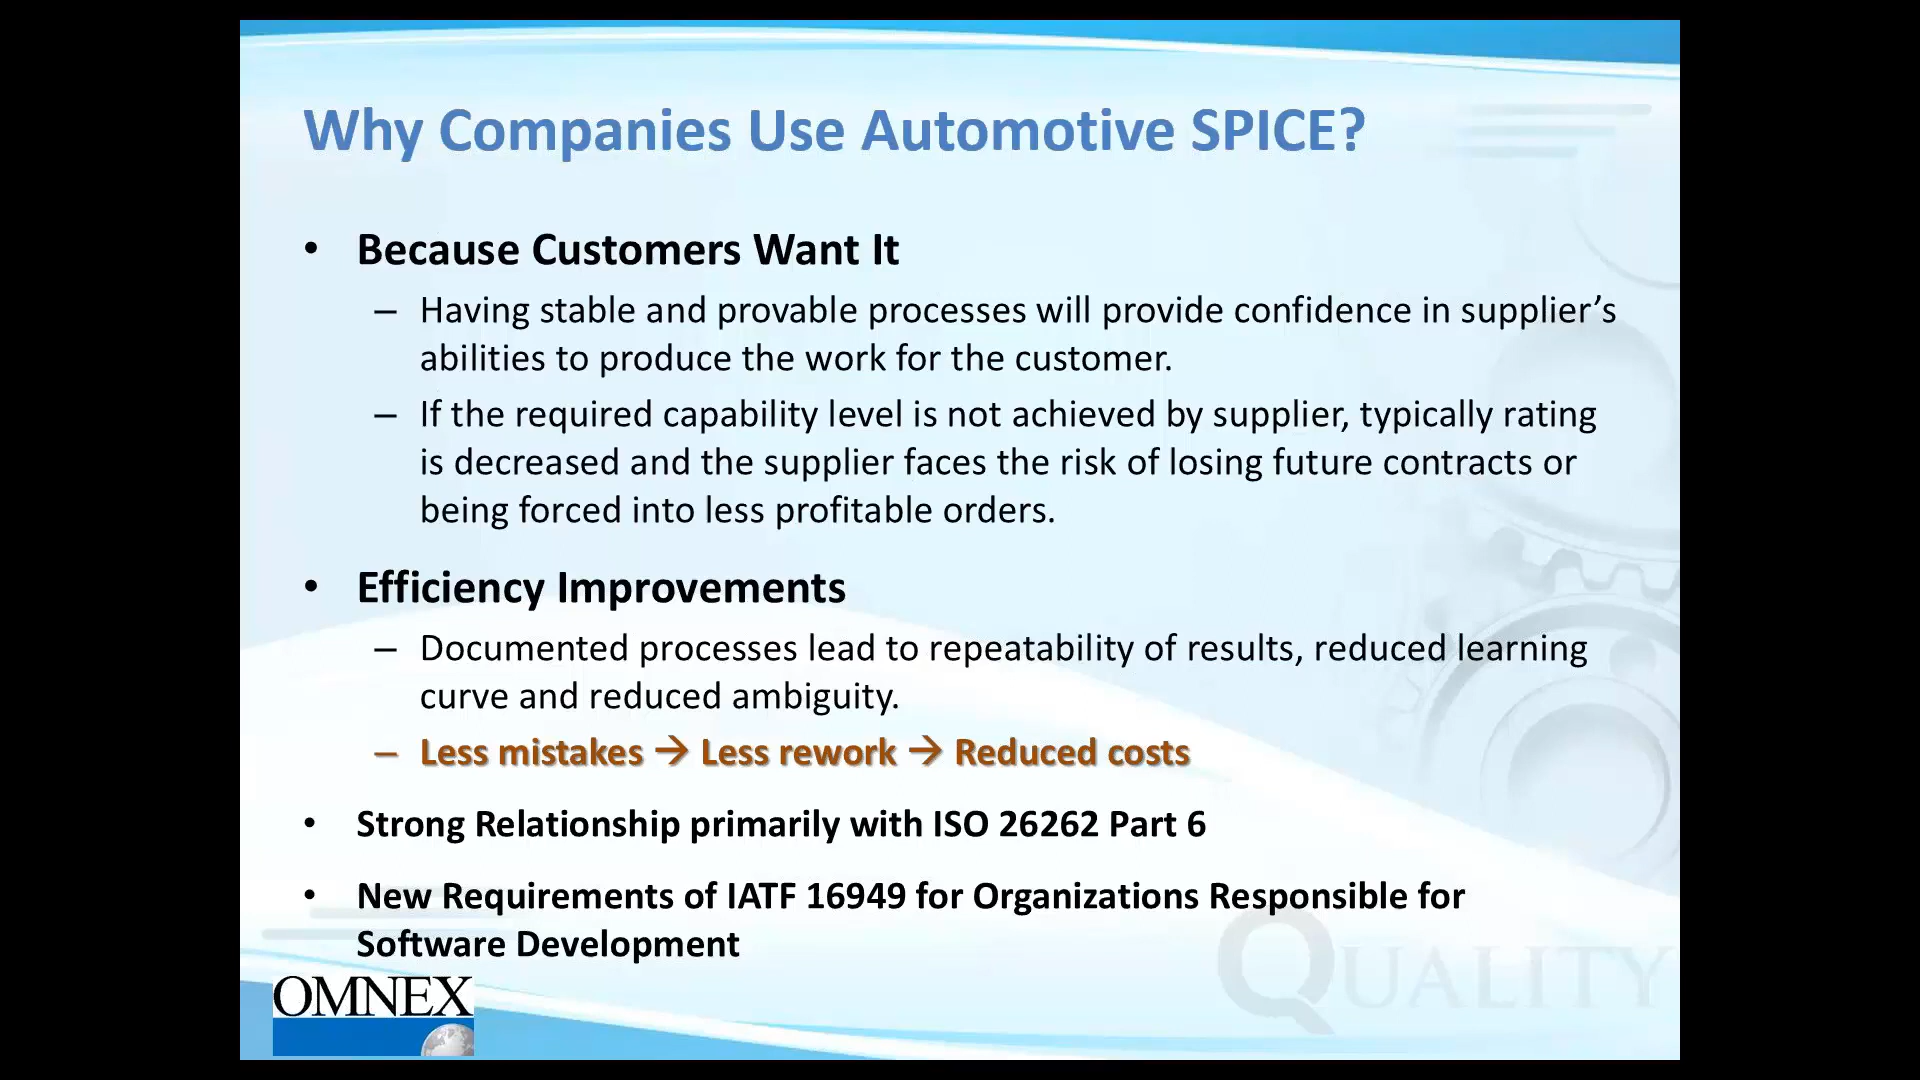 Why Companies Use Automotive SPICE?
• Because Customers Want It
– Having stable and provable processes will provide confidence in supplier’s
abilities to produce the work for the customer.
– If the required capability level is not achieved by supplier, typically rating
is decreased and the supplier faces the risk of losing future contracts or
being forced into less profitable orders.
• Efficiency Improvements
– Documented processes lead to repeatability of results, reduced learning
curve and reduced ambiguity.
– Less mistakes → Less rework → Reduced costs
• Strong Relationship primarily with ISO 26262 Part 6
• New Requirements of IATF 16949 for Organizations Responsible for
Software Development
OMNEX
QUALITY